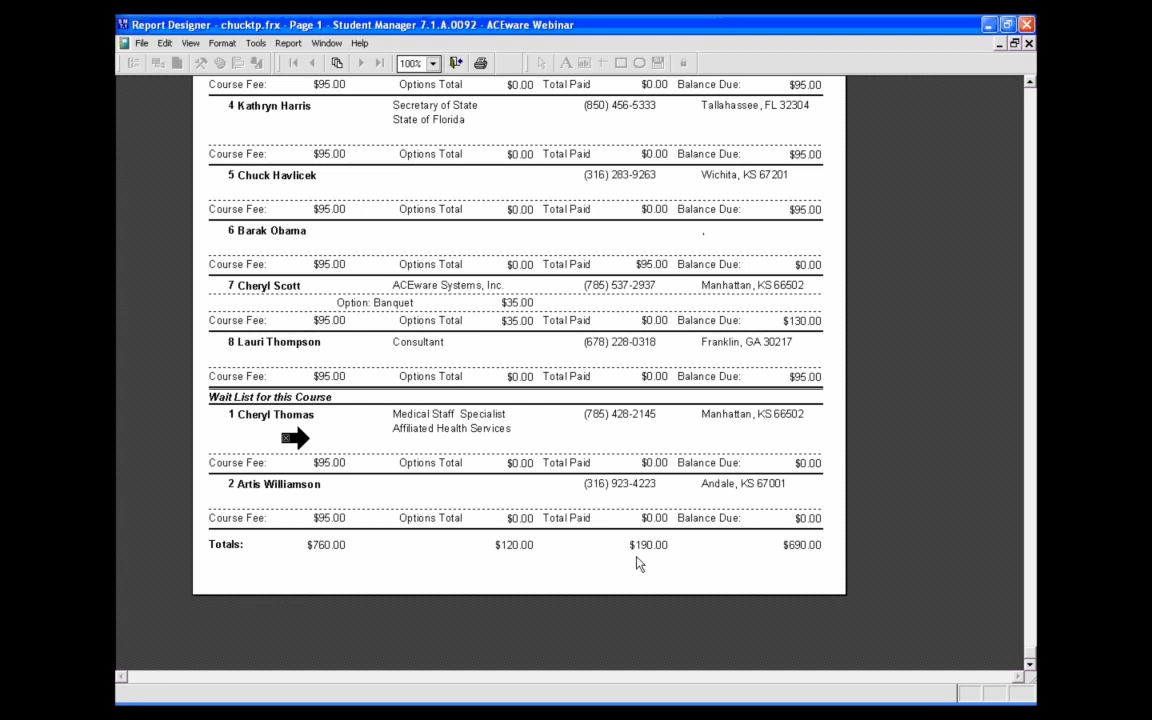 Report Designer - chucktp.frx - Page 1 - Student Manager 7.1.A.0092 - ACEware Webinar
File Edit View Format Tools Report Window Help
100%
Course Fee: $95.00 Options Total $0.00 Total Paid $0.00 Balance Due: $95.00
4 Kathryn Harris Secretary of State (850) 456-5333 Tallahassee, FL 32304
State of Florida
Course Fee: $95.00 Options Total $0.00 Total Paid $0.00 Balance Due: $95.00
5 Chuck Havlicek (316) 283-9263 Wichita, KS 67201
Course Fee: $95.00 Options Total $0.00 Total Paid $0.00 Balance Due: $95.00
6 Barak Obama ,
Course Fee: $95.00 Options Total $0.00 Total Paid $95.00 Balance Due: $0.00
7 Cheryl Scott ACEware Systems, Inc. (785) 537-2937 Manhattan, KS 66502
Option: Banquet $35.00
Course Fee: $95.00 Options Total $35.00 Total Paid $0.00 Balance Due: $130.00
8 Lauri Thompson Consultant (678) 228-0318 Franklin, GA 30217
Course Fee: $95.00 Options Total $0.00 Total Paid $0.00 Balance Due: $95.00
Wait List for this Course
1 Cheryl Thomas Medical Staff Specialist (785) 428-2145 Manhattan, KS 66502
Affiliated Health Services
Course Fee: $95.00 Options Total $0.00 Total Paid $0.00 Balance Due: $0.00
2 Artis Williamson (316) 923-4223 Andale, KS 67001
Course Fee: $95.00 Options Total $0.00 Total Paid $0.00 Balance Due: $0.00
Totals: $760.00 $120.00 $190.00 $690.00